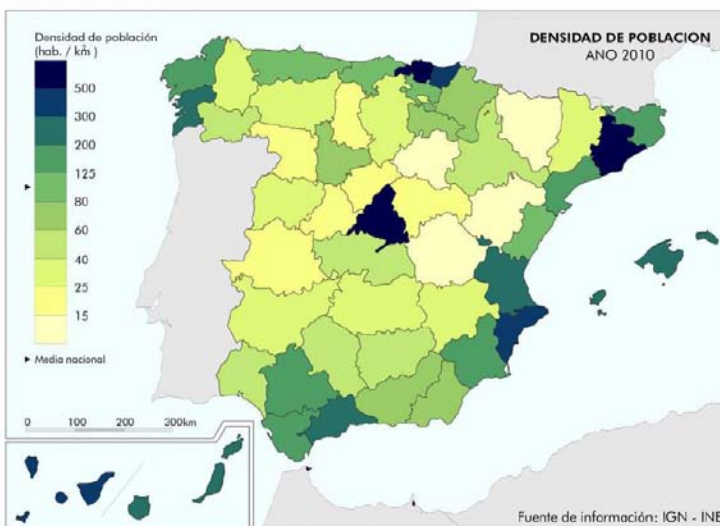 Densidad de población
(hab. / km²)
500
300
200
125
80
60
40
25
15
Media nacional
0 100 200 300km
DENSIDAD DE POBLACION
ANO 2010
Fuente de información: IGN - INE